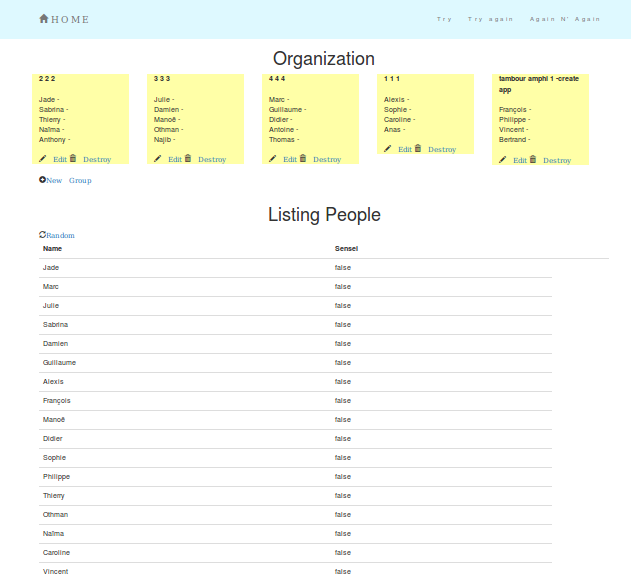 HOME Try Try again Again N' Again
Organization
2 2 2
Jade -
Sabrina -
Thierry -
Naïma -
Anthony -
Edit Destroy
3 3 3
Julie -
Damien -
Manoë -
Othman -
Najib -
Edit Destroy
4 4 4
Marc -
Guillaume -
Didier -
Antoine -
Thomas -
Edit Destroy
1 1 1
Alexis -
Sophie -
Caroline -
Anas -
Edit Destroy
tambour amphi 1 -create
app
François -
Philippe -
Vincent -
Bertrand -
Edit Destroy
New Group
Listing People
Random
Name Sensei
Jade false
Marc false
Julie false
Sabrina false
Damien false
Guillaume false
Alexis false
François false
Manoë false
Didier false
Sophie false
Philippe false
Thierry false
Othman false
Naïma false
Caroline false
Vincent false